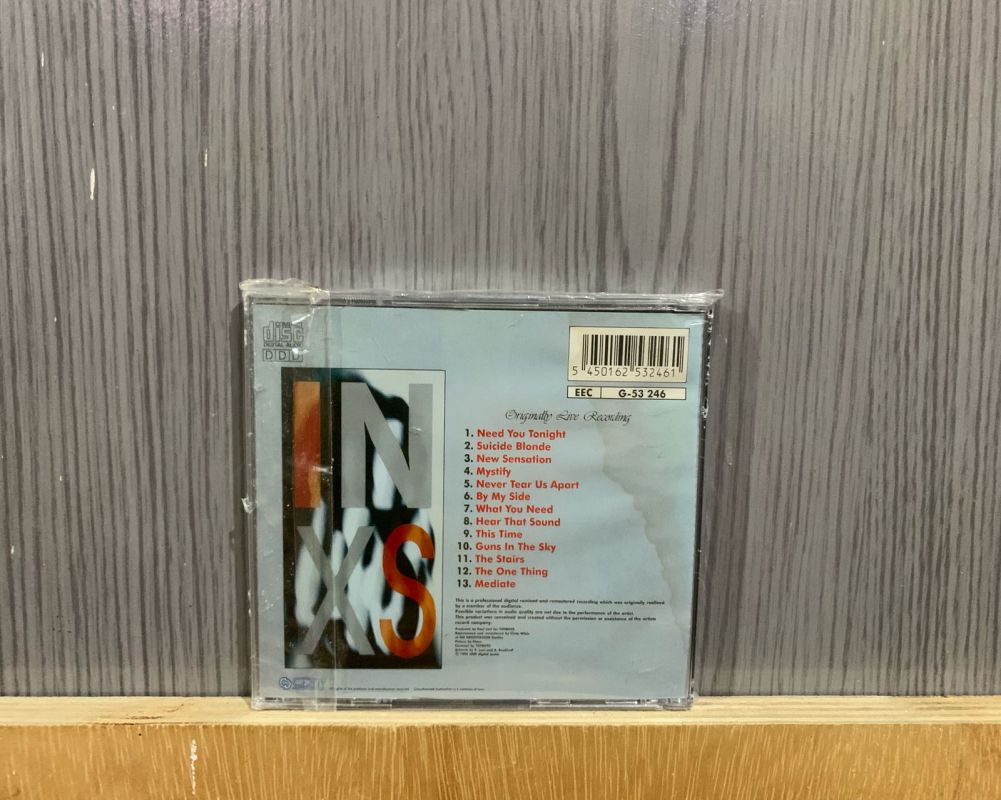 disc
DIGITAL AUDIO
DDD
IN
XS
5 450162 532461
EEC G-53 246
Originally Live Recording
1. Need You Tonight
2. Suicide Blonde
3. New Sensation
4. Mystify
5. Never Tear Us Apart
6. By My Side
7. What You Need
8. Hear That Sound
9. This Time
10. Guns In The Sky
11. The Stairs
12. The One Thing
13. Mediate
This is a professional digital remixed and remastered recording which was originally realized
by a member of the audience.
Possible variations in audio quality are not due to the performance of the artist.
This product was conceived and created without the permission or assistance of the artists
record company.